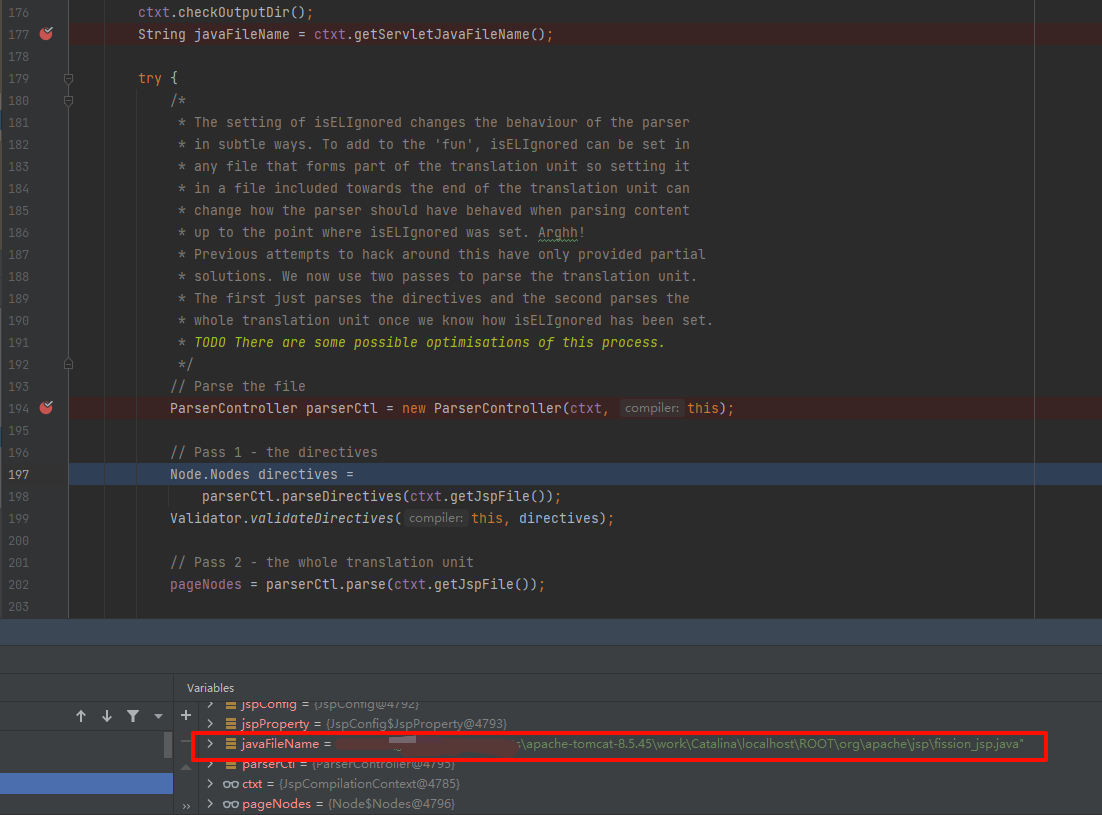 176 ctxt.checkOutputDir();
177 String javaFileName = ctxt.getServletJavaFileName();
178
179 try {
180 /*
181 * The setting of isELIgnored changes the behaviour of the parser
182 * in subtle ways. To add to the 'fun', isELIgnored can be set in
183 * any file that forms part of the translation unit so setting it
184 * in a file included towards the end of the translation unit can
185 * change how the parser should have behaved when parsing content
186 * up to the point where isELIgnored was set. Arghh!
187 * Previous attempts to hack around this have only provided partial
188 * solutions. We now use two passes to parse the translation unit.
189 * The first just parses the directives and the second parses the
190 * whole translation unit once we know how isELIgnored has been set.
191 * TODO There are some possible optimisations of this process.
192 */
193 // Parse the file
194 ParserController parserCtl = new ParserController(ctxt, compiler: this);
195
196 // Pass 1 - the directives
197 Node.Nodes directives =
198 parserCtl.parseDirectives(ctxt.getJspFile());
199 Validator.validateDirectives( compiler: this, directives);
200
201 // Pass 2 - the whole translation unit
202 pageNodes = parserCtl.parse(ctxt.getJspFile());
203
Variables
jspConfig = {JspConfig@4792}
jspProperty = {JspConfig$JspProperty@4793}
javaFileName = s\apache-tomcat-8.5.45\work\Catalina\localhost\ROOT\org\apache\jsp\fission_jsp.java"
parserCtl = {ParserController@4795}
ctxt = {JspCompilationContext@4785}
pageNodes = {Node$Nodes@4796}